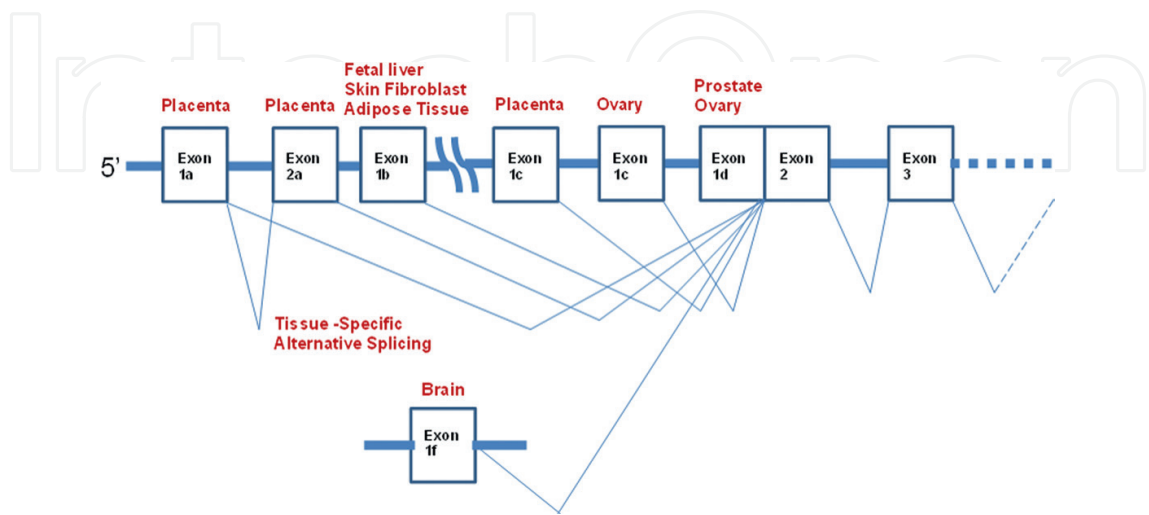 IntechOpen
Fetal liver
Skin Fibroblast
Adipose Tissue
Placenta
Placenta
Placenta
Ovary
Prostate
Ovary
5'
Exon
1a
Exon
2a
Exon
1b
Exon
1c
Exon
1c
Exon
1d
Exon
2
Exon
3
Tissue -Specific
Alternative Splicing
Brain
Exon
1f